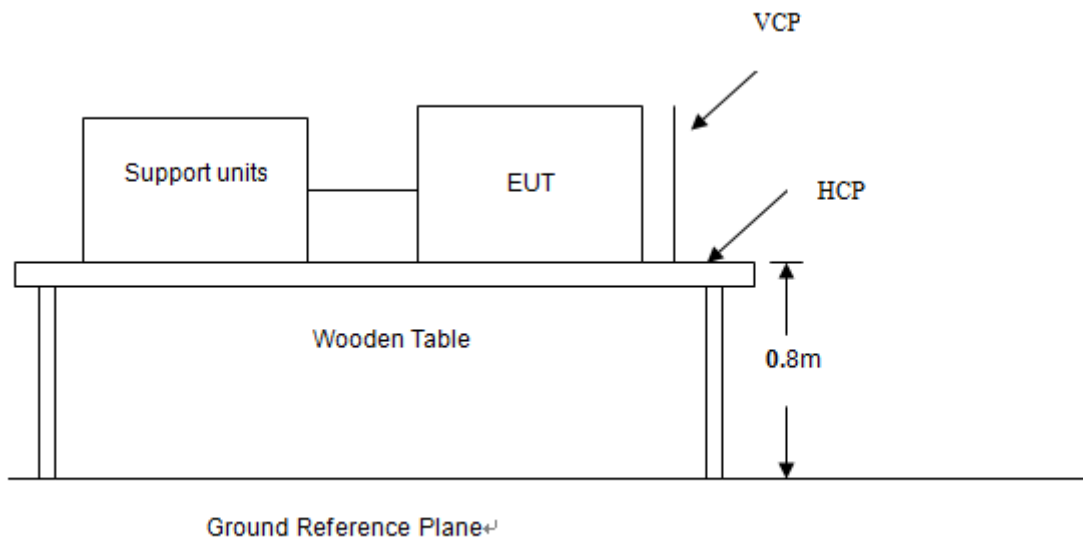 VCP
Support units
EUT
HCP
Wooden Table
0.8m
Ground Reference Plane↵